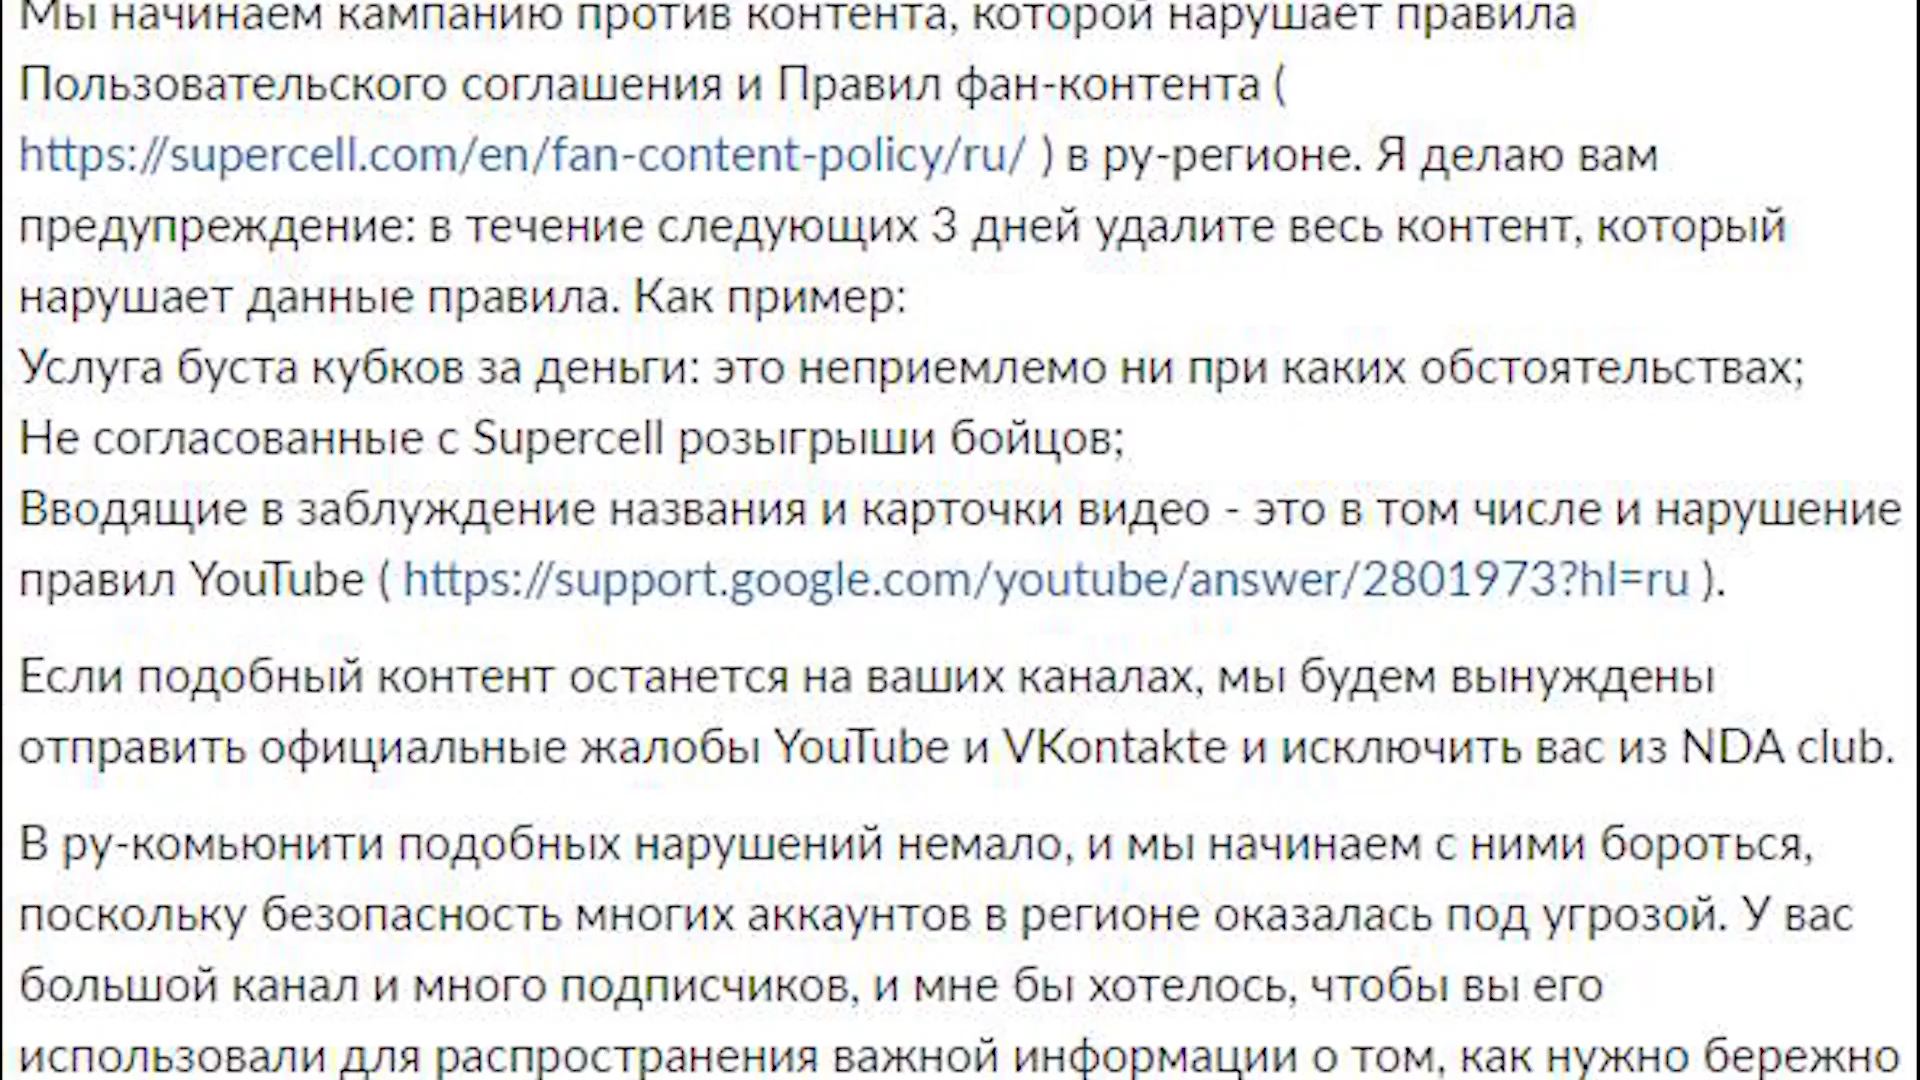 Мы начинаем кампанию против контента, которой нарушает правила
Пользовательского соглашения и Правил фан-контента (
https://supercell.com/en/fan-content-policy/ru/ ) в ру-регионе. Я делаю вам
предупреждение: в течение следующих 3 дней удалите весь контент, который
нарушает данные правила. Как пример:
Услуга буста кубков за деньги: это неприемлемо ни при каких обстоятельствах;
Не согласованные с Supercell розыгрыши бойцов;
Вводящие в заблуждение названия и карточки видео - это в том числе и нарушение
правил YouTube ( https://support.google.com/youtube/answer/2801973?hl=ru ).
Если подобный контент останется на ваших каналах, мы будем вынуждены
отправить официальные жалобы YouTube и VKontakte и исключить вас из NDA club.
В ру-комьюнити подобных нарушений немало, и мы начинаем с ними бороться,
поскольку безопасность многих аккаунтов в регионе оказалась под угрозой. У вас
большой канал и много подписчиков, и мне бы хотелось, чтобы вы его
использовали для распространения важной информации о том, как нужно бережно